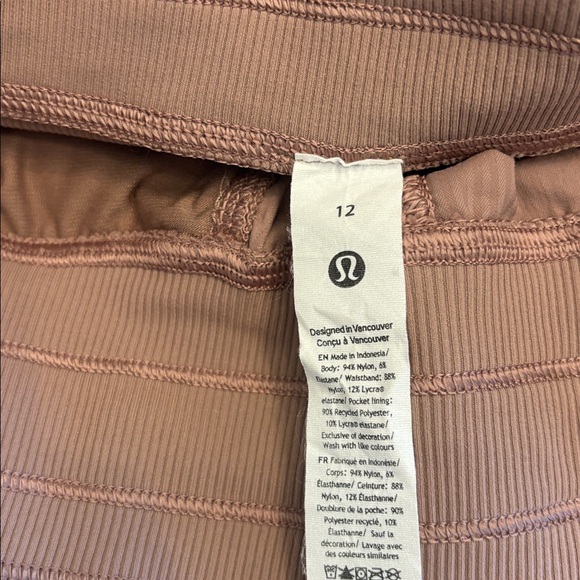 12
Designed in Vancouver
Conçu à Vancouver
EN Made in Indonesia/
Body: 94% Nylon, 6%
Elastane/ Waistband: 88%
Nylon, 12% Lycra®
elastane/ Pocket lining:
90% Recycled Polyester,
10% Lycra® elastane/
Exclusive of decoration/
Wash with like colours
FR Fabriqué en Indonésie/
Corps: 94% Nylon, 6%
Élasthanne/ Ceinture: 88%
Nylon, 12% Élasthanne/
Doublure de la poche: 90%
Polyester recyclé, 10%
Élasthanne/ Sauf la
décoration/ Lavage avec
des couleurs similaires